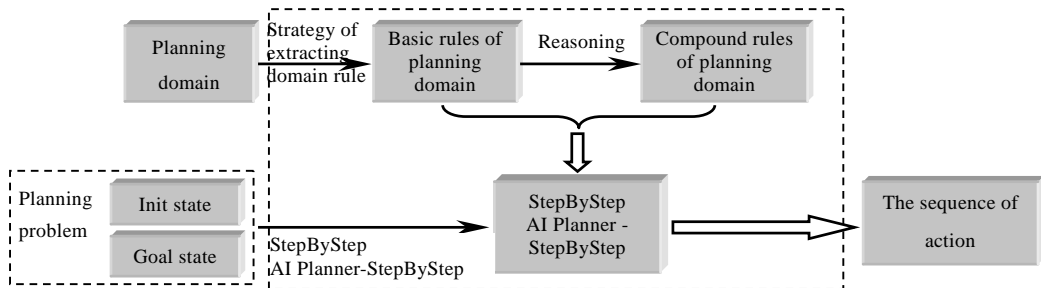 Planning
domain
Strategy of
extracting
domain rule
Basic rules of
planning
domain
Reasoning
Compound rules
of planning
domain
Planning
problem
Init state
Goal state
StepByStep
AI Planner-StepByStep
StepByStep
AI Planner -
StepByStep
The sequence of
action